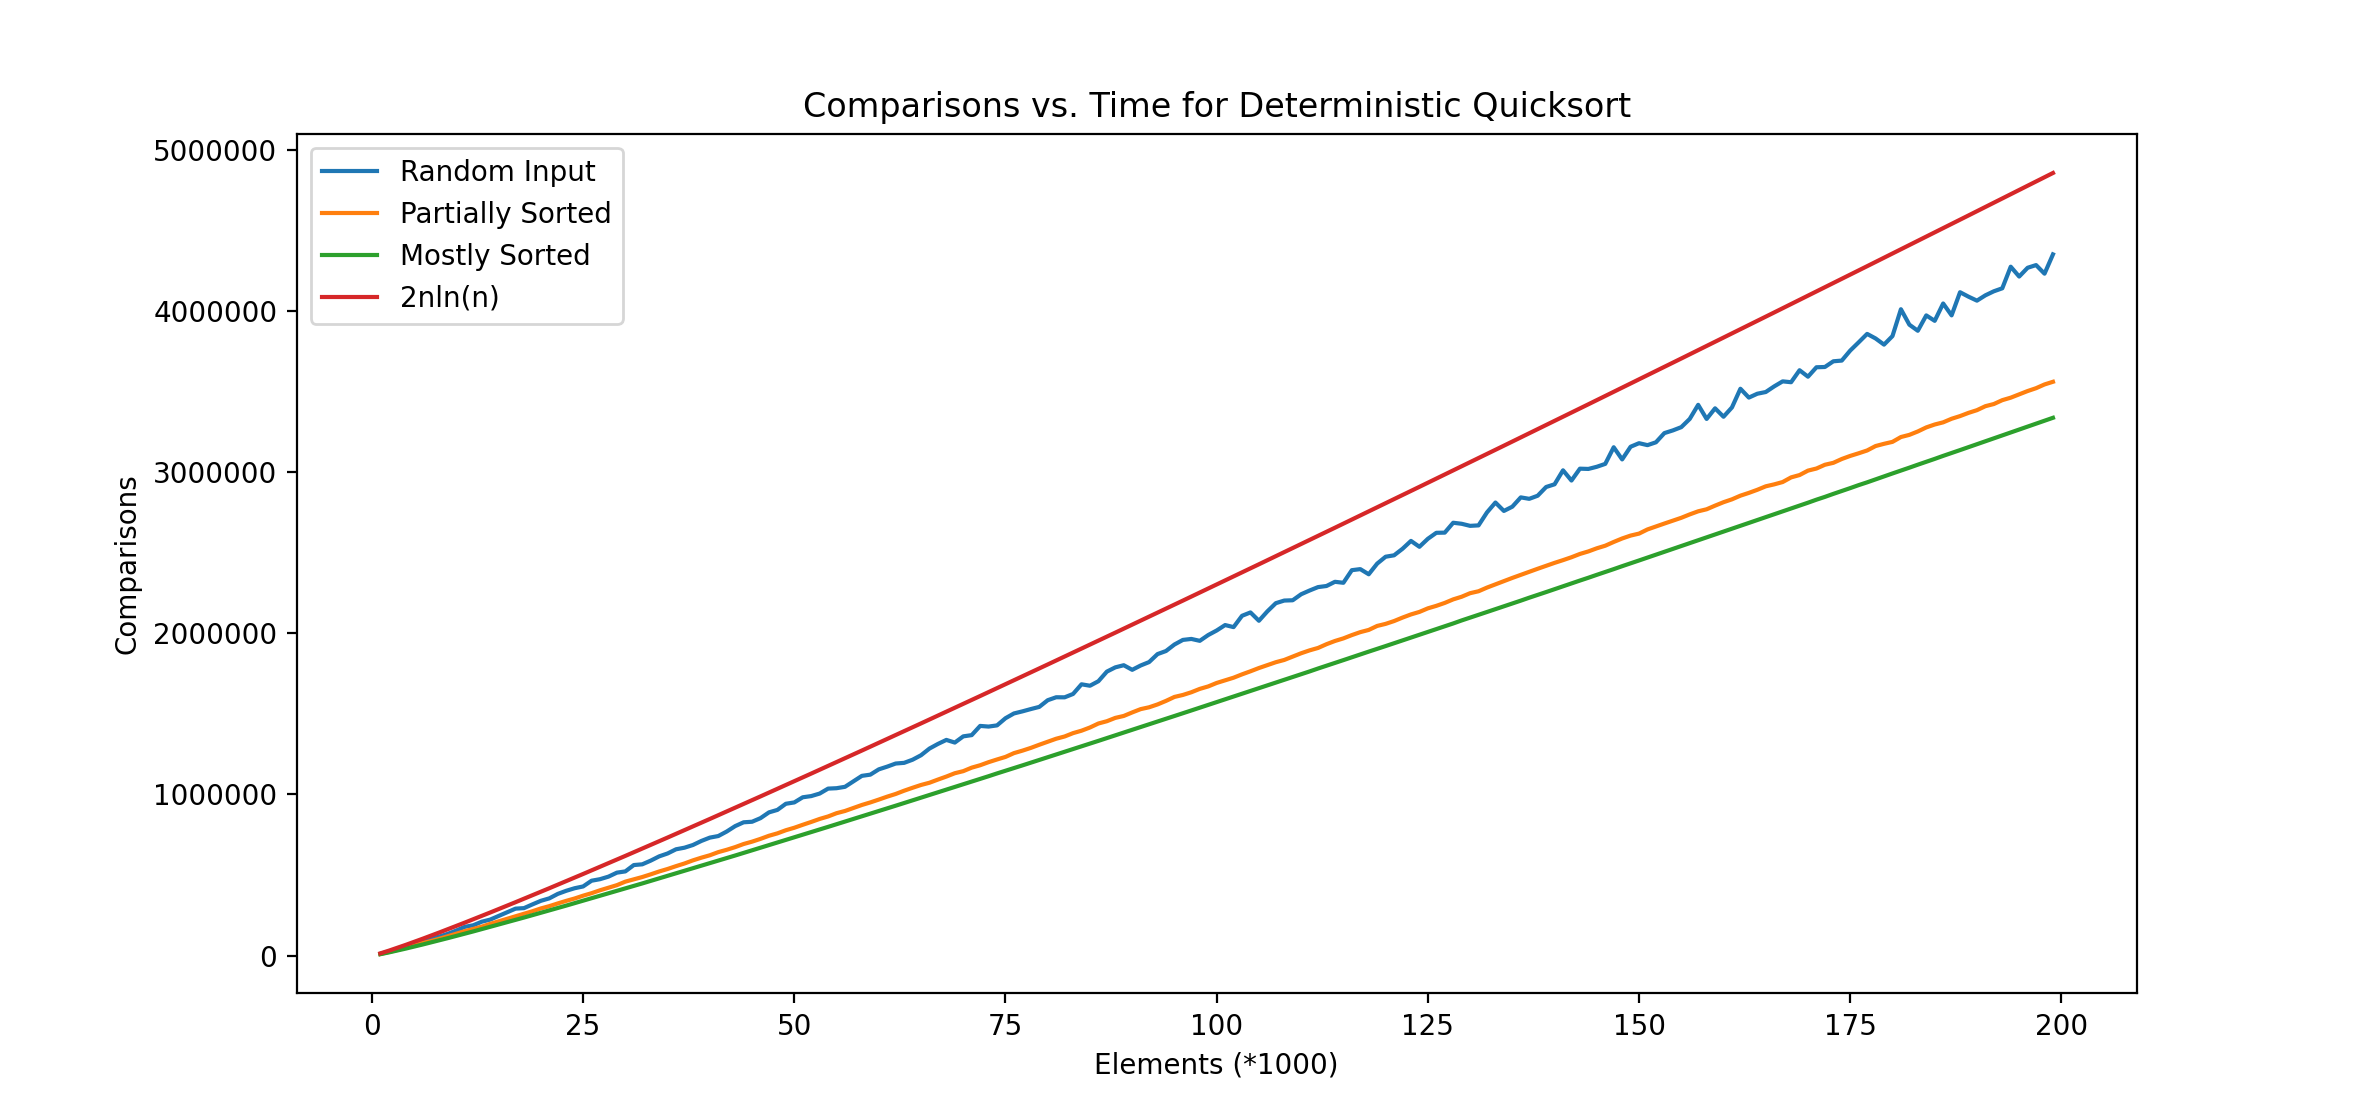 Comparisons vs. Time for Deterministic Quicksort
5000000
4000000
3000000
2000000
1000000
0
Comparisons
Random Input
Partially Sorted
Mostly Sorted
2nln(n)
0 25 50 75 100 125 150 175 200
Elements (*1000)